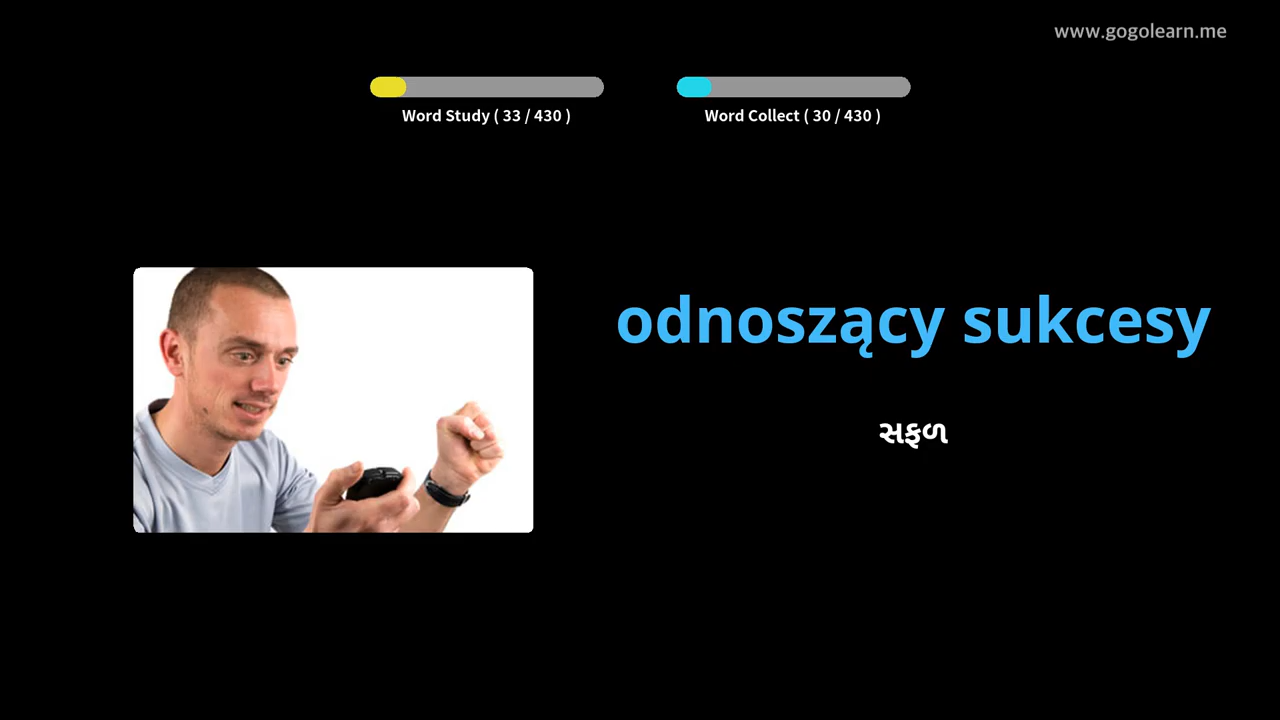 www.gogolearn.me
Word Study ( 33 / 430 )
Word Collect ( 30 / 430 )
odnoszący sukcesy
સફળ